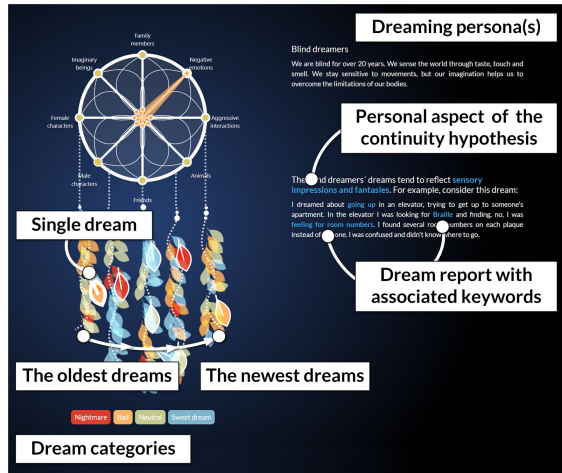 Dreaming persona(s)
Family
members
Imaginary
beings
Negative
emotions
Female
characters
Aggressive
interactions
Male
characters
Animals
Friends
Blind dreamers
We are blind for over 20 years. We sense the world through taste, touch and
smell. We stay sensitive to movements, but our imagination helps us to
overcome the limitations of our bodies.
Personal aspect of the
continuity hypothesis
dreamers´ dreams tend to reflect sensory
impressions and fantasies. For example, consider this dream:
I dreamed about going up in an elevator, trying to get up to someone's
apartment. In the elevator I was looking for Braille and finding, no, I was
feeling for room numbers. I found several numbers on each plaque
instead of I was confused and didn't know to go.
Single dream
Dream report with
associated keywords
The oldest dreams
The newest dreams
Nightmare
Bad
Neutral
Sweet dream
Dream categories